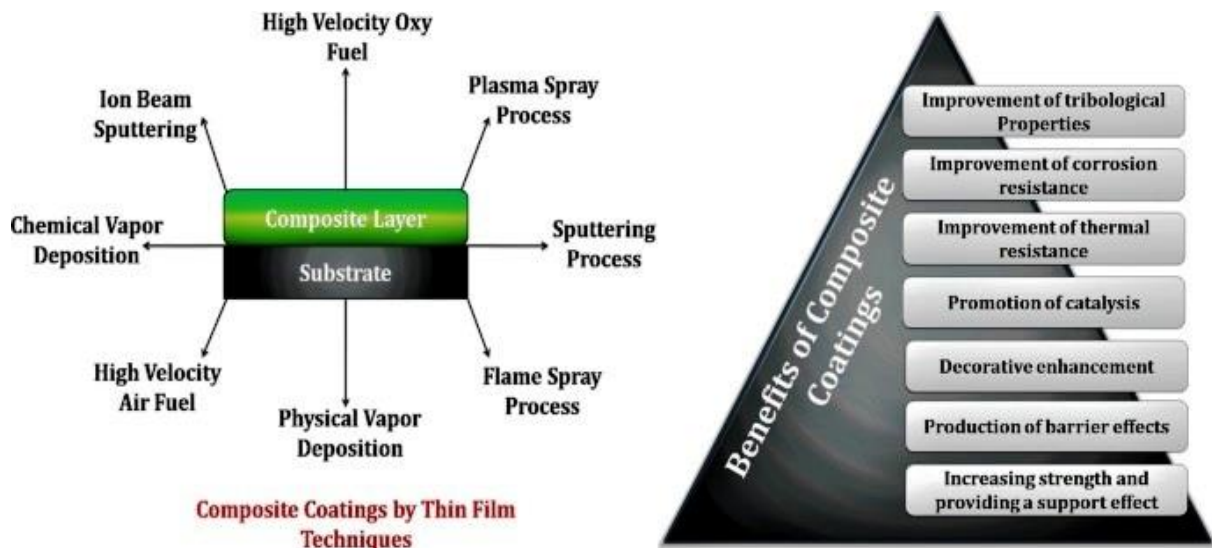 High Velocity Oxy
Fuel
Ion Beam
Sputtering
Plasma Spray
Process
Composite Layer
Chemical Vapor
Deposition
Sputtering
Process
Substrate
High Velocity
Air Fuel
Physical Vapor
Deposition
Flame Spray
Process
Composite Coatings by Thin Film
Techniques
Benefits of Composite
Coatings
Improvement of tribological
Properties
Improvement of corrosion
resistance
Improvement of thermal
resistance
Promotion of catalysis
Decorative enhancement
Production of barrier effects
Increasing strength and
providing a support effect